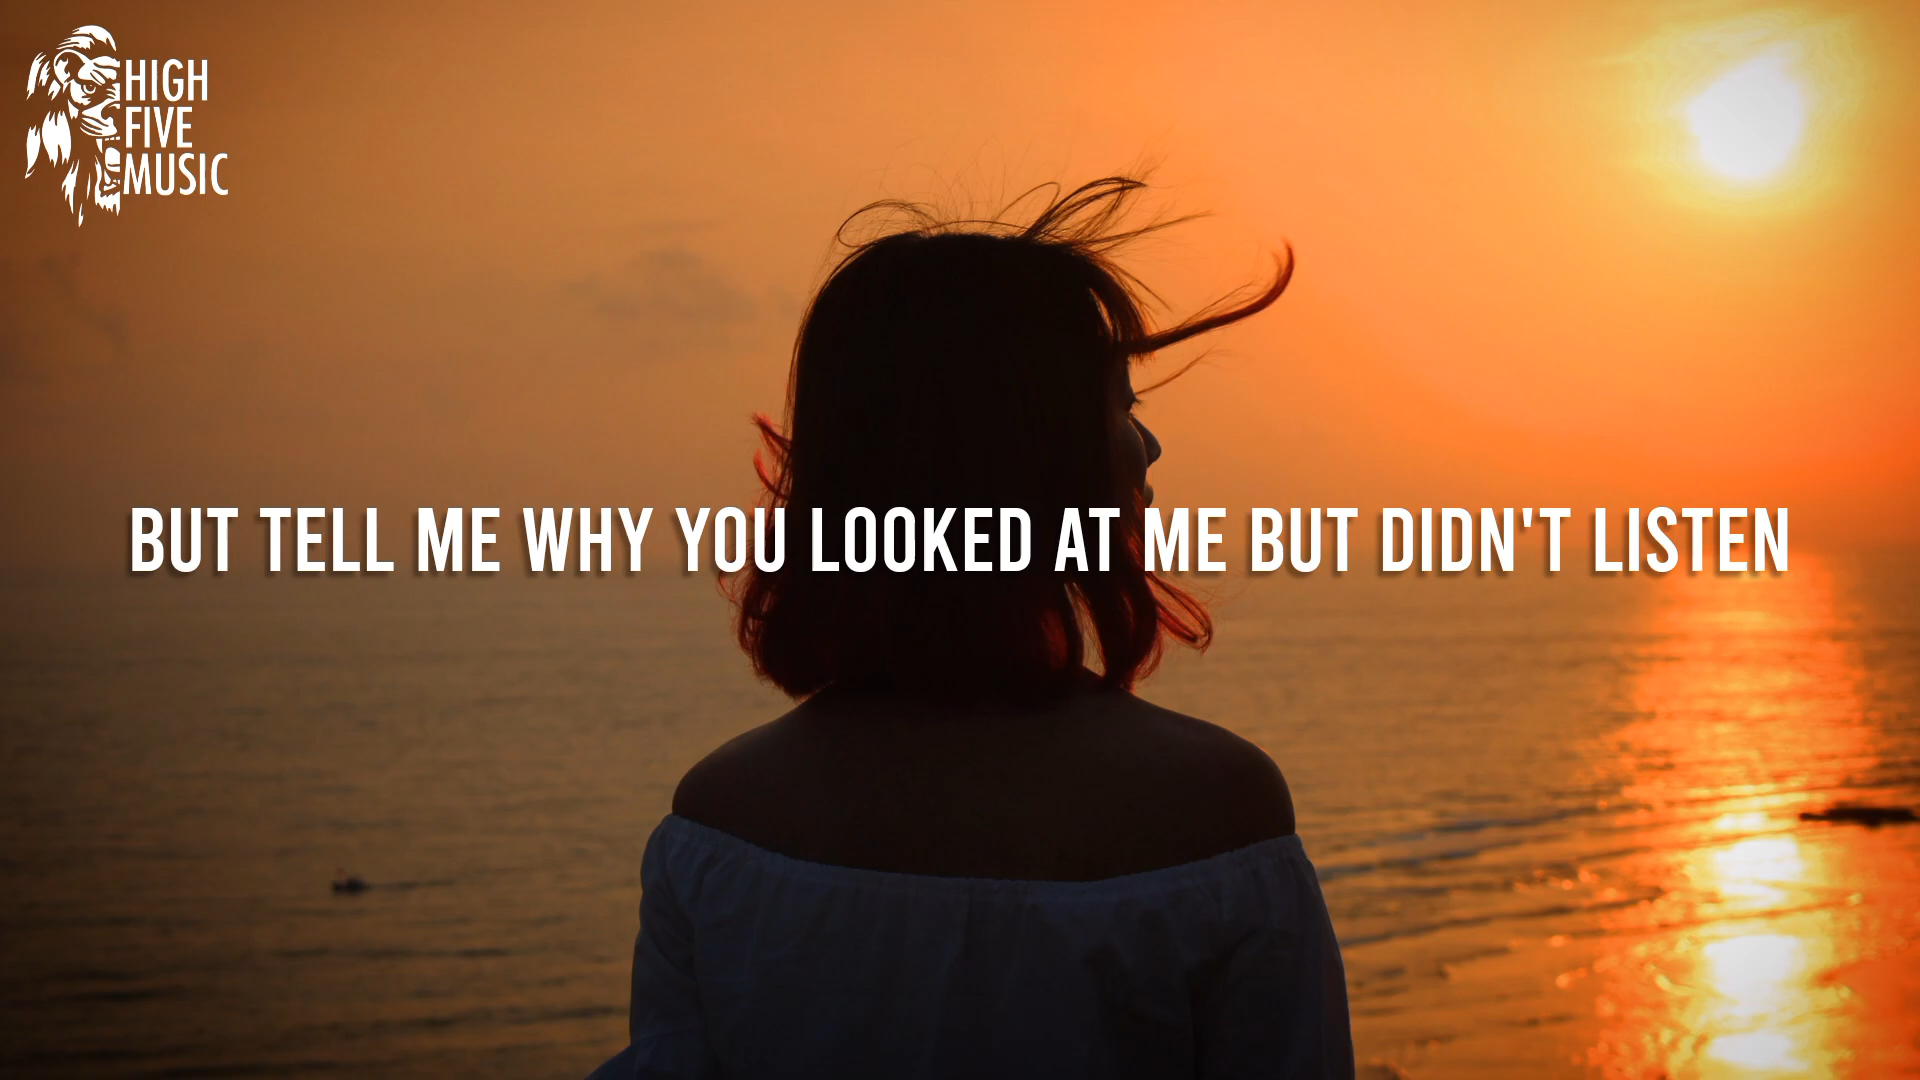 HIGH
FIVE
MUSIC
BUT TELL ME WHY YOU LOOKED AT ME BUT DIDN'T LISTEN